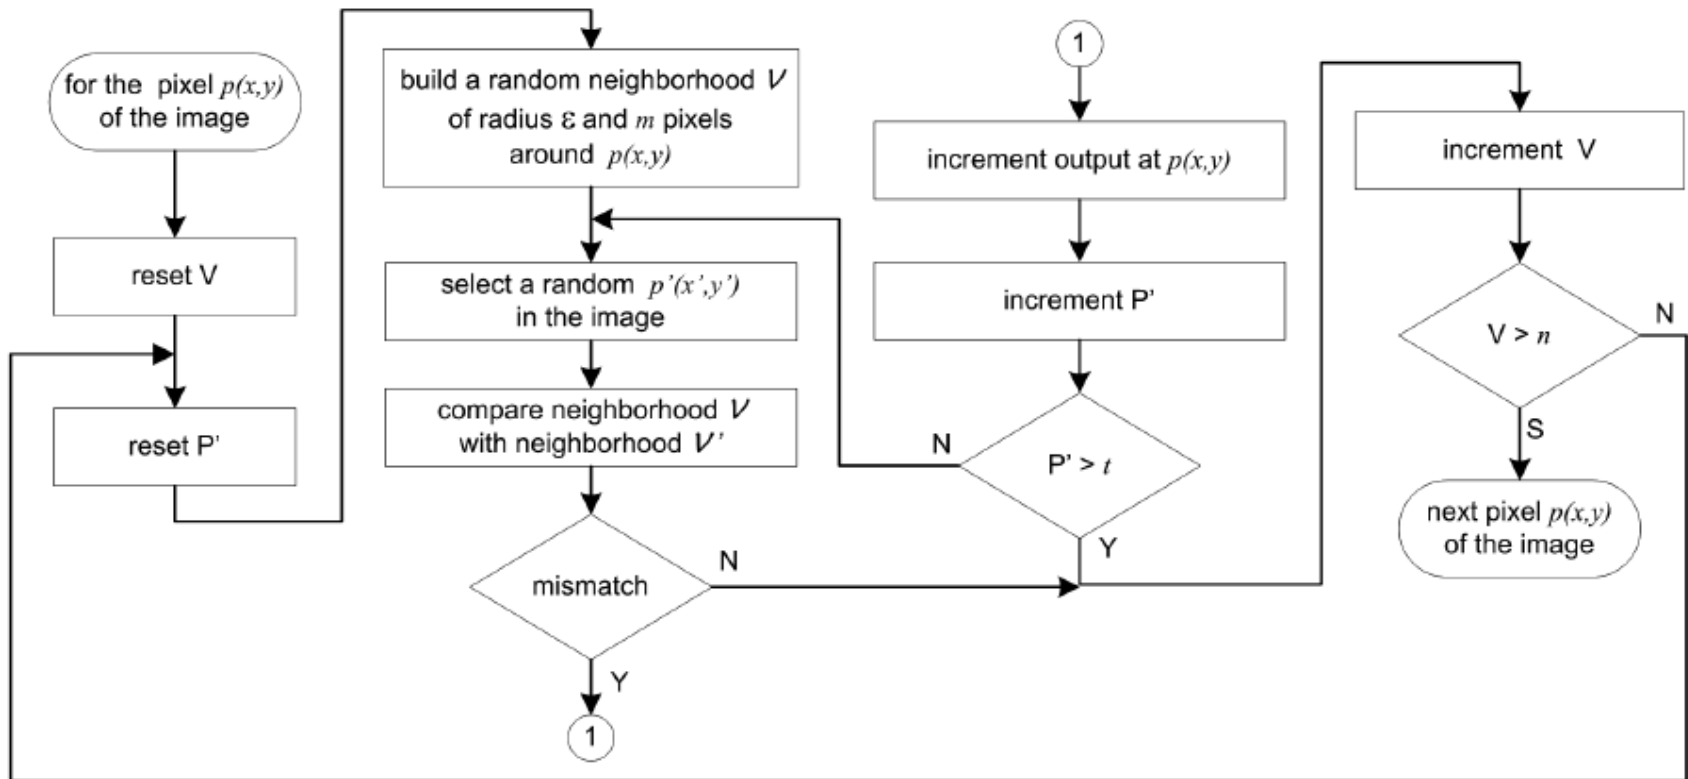 for the pixel p(x,y)
of the image
reset V
reset P'
build a random neighborhood V
of radius ε and m pixels
around p(x,y)
select a random p'(x',y')
in the image
compare neighborhood V
with neighborhood V'
mismatch
N
Y
1
1
increment output at p(x,y)
increment P'
P' > t
N
Y
increment V
V > n
N
S
next pixel p(x,y)
of the image